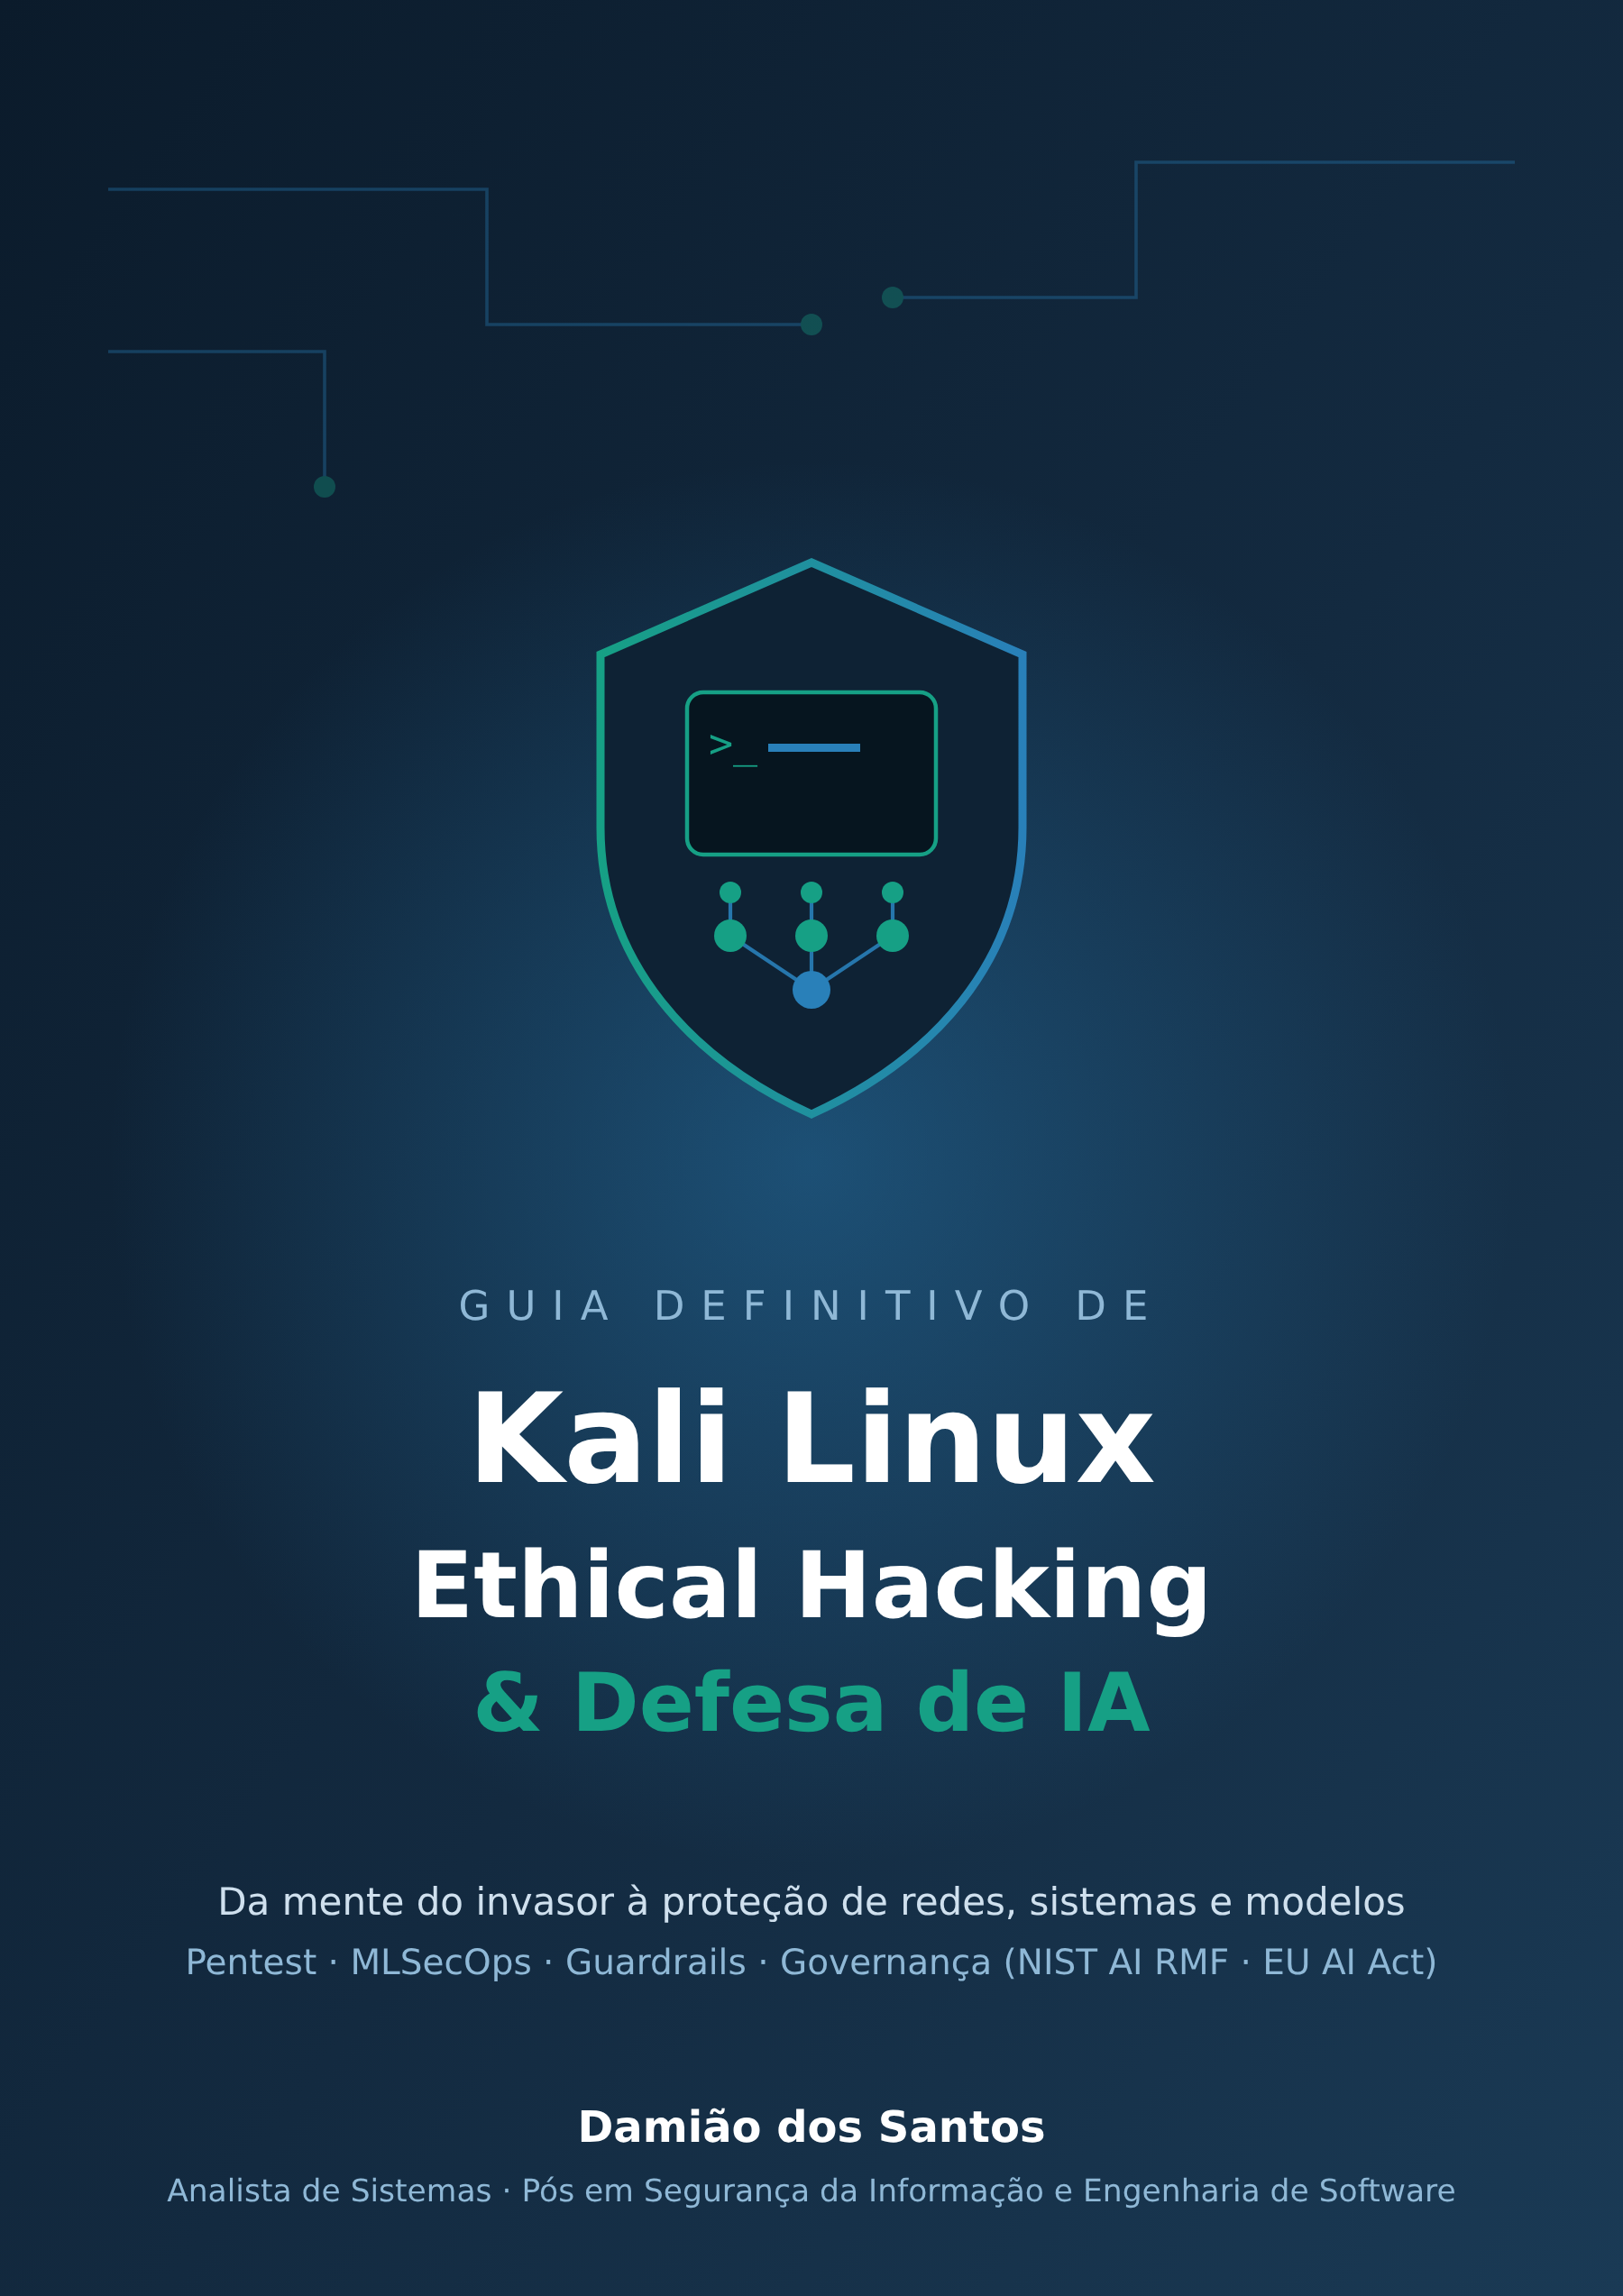 >_
GUIA DEFINITIVO DE
Kali Linux
Ethical Hacking
& Defesa de IA
Da mente do invasor à proteção de redes, sistemas e modelos
Pentest · MLSecOps · Guardrails · Governança (NIST AI RMF · EU AI Act)
Damião dos Santos
Analista de Sistemas · Pós em Segurança da Informação e Engenharia de Software